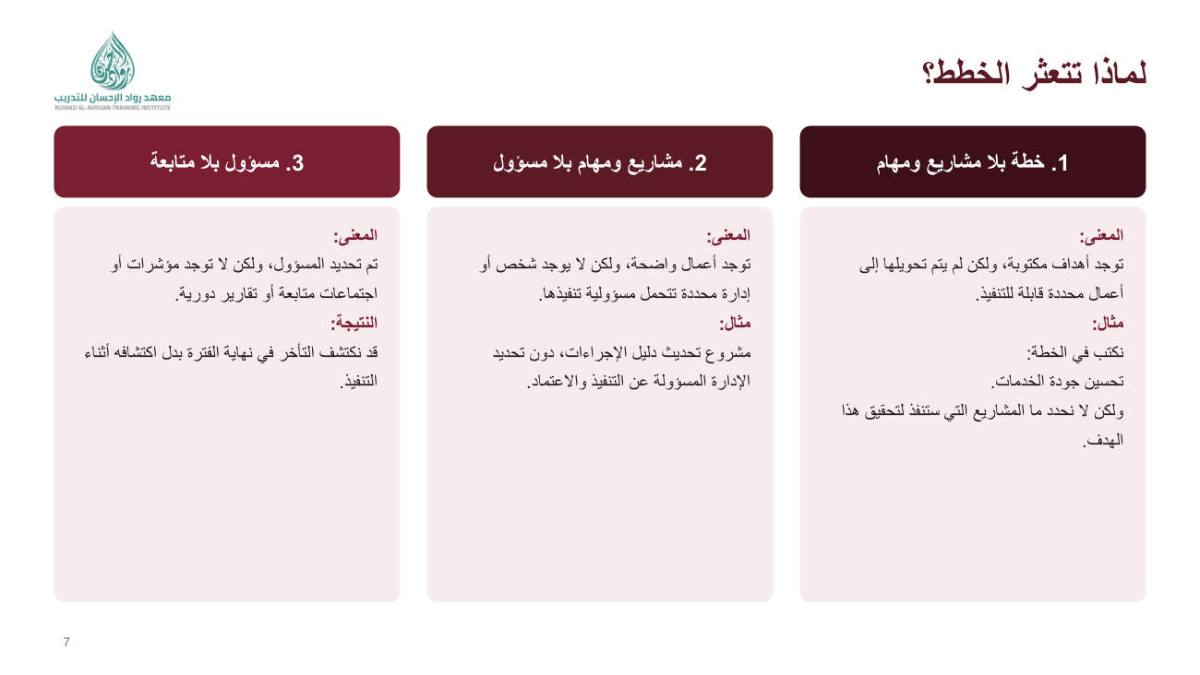 لماذا تتعثر الخطط؟
معهد رواد الإحسان للتدريب
RUWAD AL-AHSSAN TRAINING INSTITUTE
1. خطة بلا مشاريع ومهام
المعنى:
توجد أهداف مكتوبة، ولكن لم يتم تحويلها إلى
أعمال محددة قابلة للتنفيذ.
مثال:
نكتب في الخطة:
تحسين جودة الخدمات.
ولكن لا نحدد ما المشاريع التي ستنفذ لتحقيق هذا
الهدف.
2. مشاريع ومهام بلا مسؤول
المعنى:
توجد أعمال واضحة، ولكن لا يوجد شخص أو
إدارة محددة تتحمل مسؤولية تنفيذها.
مثال:
مشروع تحديث دليل الإجراءات، دون تحديد
الإدارة المسؤولة عن التنفيذ والاعتماد.
3. مسؤول بلا متابعة
المعنى:
تم تحديد المسؤول، ولكن لا توجد مؤشرات أو
اجتماعات متابعة أو تقارير دورية.
النتيجة:
قد نكتشف التأخر في نهاية الفترة بدل اكتشافه أثناء
التنفيذ.
7